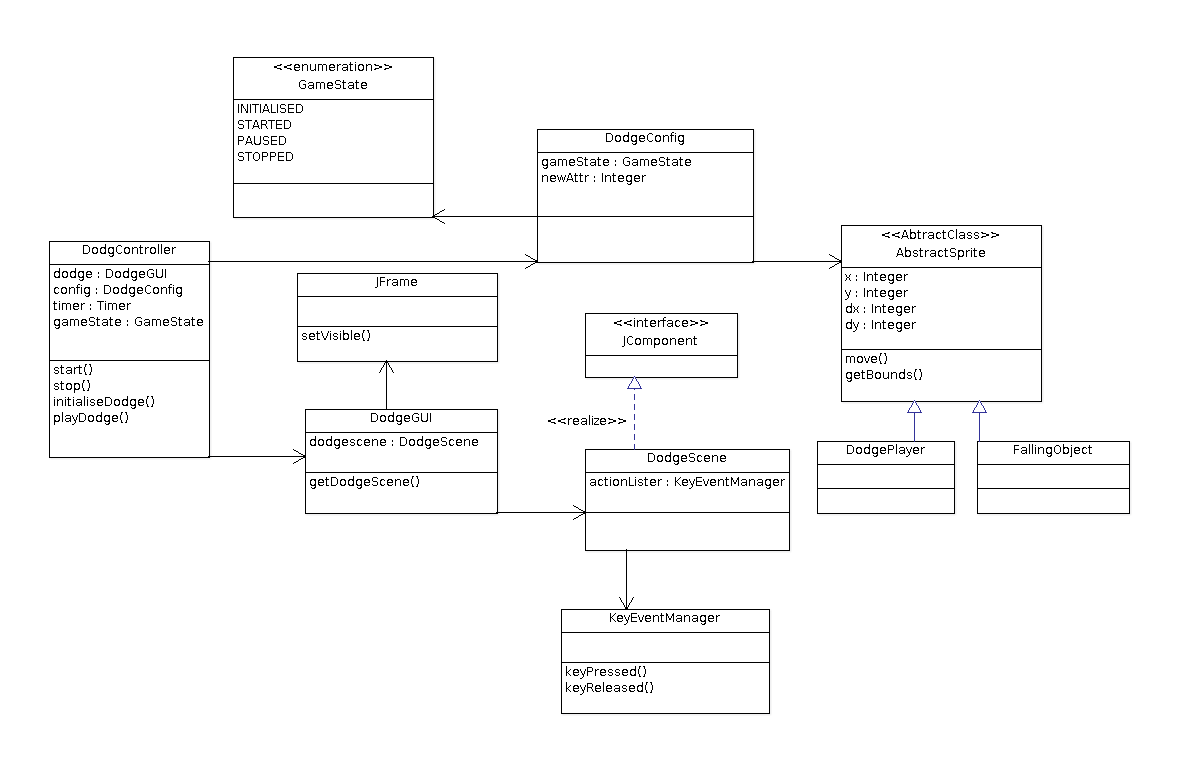 <<enumeration>>
GameState
INITIALISED
STARTED
PAUSED
STOPPED
DodgeConfig
gameState : GameState
newAttr : Integer
<<AbtractClass>>
AbstractSprite
x : Integer
y : Integer
dx : Integer
dy : Integer
move()
getBounds()
DodgController
dodge : DodgeGUI
config : DodgeConfig
timer : Timer
gameState : GameState
start()
stop()
initialiseDodge()
playDodge()
JFrame
setVisible()
<<interface>>
JComponent
<<realize>>
DodgeGUI
dodgescene : DodgeScene
getDodgeScene()
DodgeScene
actionLister : KeyEventManager
DodgePlayer
FallingObject
KeyEventManager
keyPressed()
keyReleased()